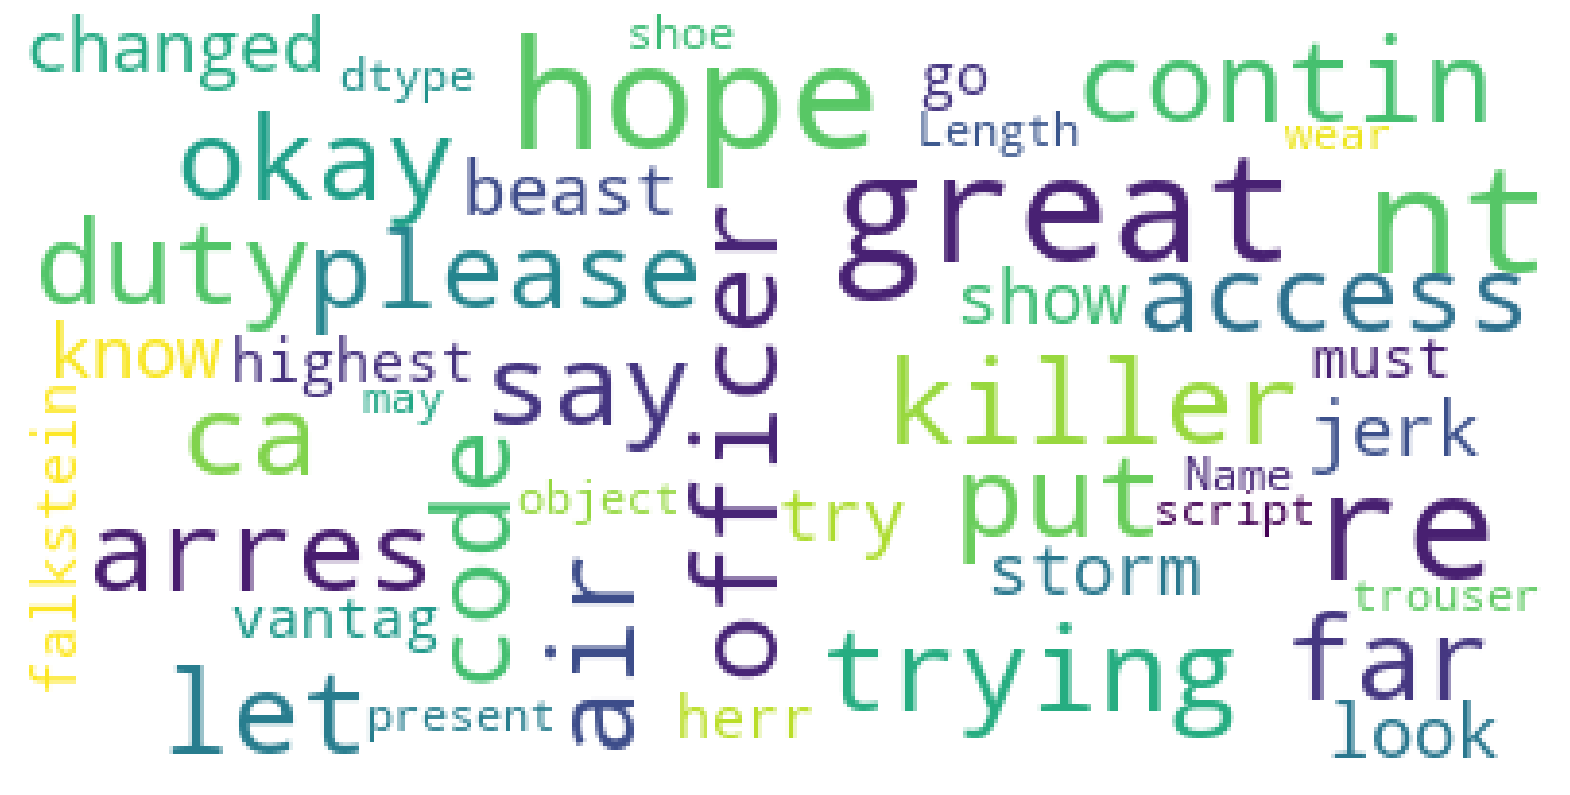 changed
dtype
shoe
hope
go
contin
Length
wear
okay
beast
great
nt
duty
please
officer
show
access
know
highest
may
say
killer
must
jerk
falkstein
ca
code
object
try
put
Name
script
re
arres
air
storm
trouser
vantag
trying
far
let
present
herr
look